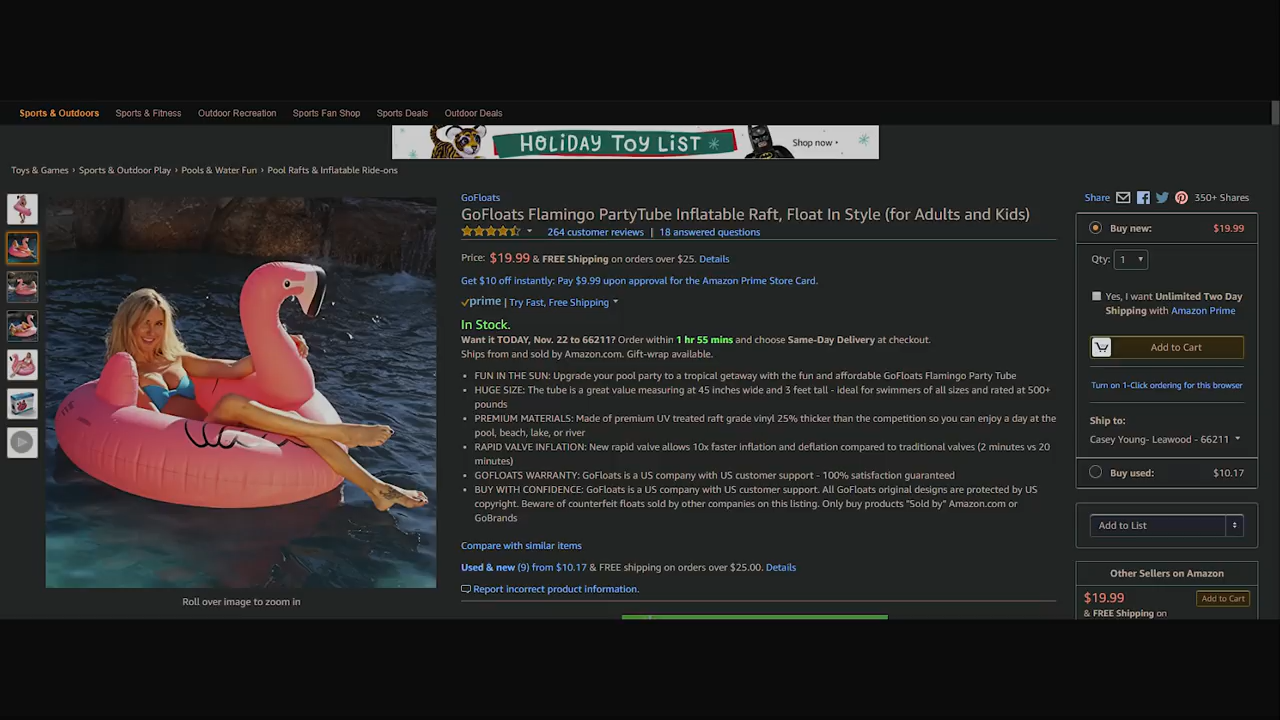 Sports & Outdoors Sports & Fitness Outdoor Recreation Sports Fan Shop Sports Deals Outdoor Deals
HOLIDAY TOY LIST Shop now
Toys & Games › Sports & Outdoor Play › Pools & Water Fun › Pool Rafts & Inflatable Ride-ons
GoFloats
GoFloats Flamingo PartyTube Inflatable Raft, Float In Style (for Adults and Kids)
264 customer reviews | 18 answered questions
Price: $19.99 & FREE Shipping on orders over $25. Details
Get $10 off instantly: Pay $9.99 upon approval for the Amazon Prime Store Card.
prime | Try Fast, Free Shipping
In Stock.
Want it TODAY, Nov. 22 to 66211? Order within 1 hr 55 mins and choose Same-Day Delivery at checkout.
Ships from and sold by Amazon.com. Gift-wrap available.
• FUN IN THE SUN: Upgrade your pool party to a tropical getaway with the fun and affordable GoFloats Flamingo Party Tube
• HUGE SIZE: The tube is a great value measuring at 45 inches wide and 3 feet tall - ideal for swimmers of all sizes and rated at 500+
pounds
• PREMIUM MATERIALS: Made of premium UV treated raft grade vinyl 25% thicker than the competition so you can enjoy a day at the
pool, beach, lake, or river
• RAPID VALVE INFLATION: New rapid valve allows 10x faster inflation and deflation compared to traditional valves (2 minutes vs 20
minutes)
• GOFLOATS WARRANTY: GoFloats is a US company with US customer support - 100% satisfaction guaranteed
• BUY WITH CONFIDENCE: GoFloats is a US company with US customer support. All GoFloats original designs are protected by US
copyright. Beware of counterfeit floats sold by other companies on this listing. Only buy products "Sold by" Amazon.com or
GoBrands
Compare with similar items
Used & new (9) from $10.17 & FREE shipping on orders over $25.00. Details
Report incorrect product information.
Roll over image to zoom in
Share 350+ Shares
Buy new: $19.99
Qty: 1
Yes, I want Unlimited Two Day
Shipping with Amazon Prime
Add to Cart
Turn on 1-Click ordering for this browser
Ship to:
Casey Young- Leawood - 66211
Buy used: $10.17
Add to List
Other Sellers on Amazon
$19.99 Add to Cart
& FREE Shipping on